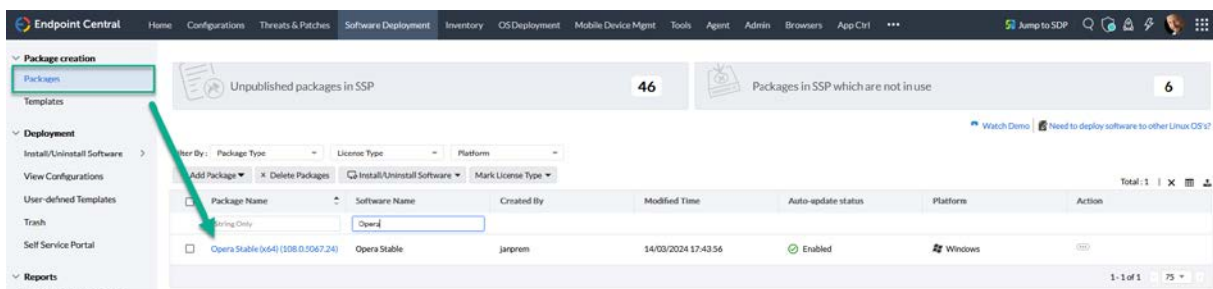 Endpoint Central Home Configurations Threats & Patches Software Deployment Inventory OS Deployment Mobile Device Mgmt Tools Agent Admin Browsers App Ctrl ••• Jump to SDP
Package creation
Packages
Unpublished packages in SSP 46 Packages in SSP which are not in use 6
Templates
Watch Demo Need to deploy software to other Linux OS's?
Deployment
Install/Uninstall Software
lter By : Package Type License Type Platform
View Configurations
Add Package × Delete Packages Install/Uninstall Software Mark License Type Total : 1
User-defined Templates
Package Name Software Name Created By Modified Time Auto-update status Platform Action
Trash
String Only Opera
Self Service Portal
Opera Stable (x64) (108.0.5067.24) Opera Stable janprem 14/03/2024 17:43:56 Enabled Windows
Reports
1 - 1 of 1 75